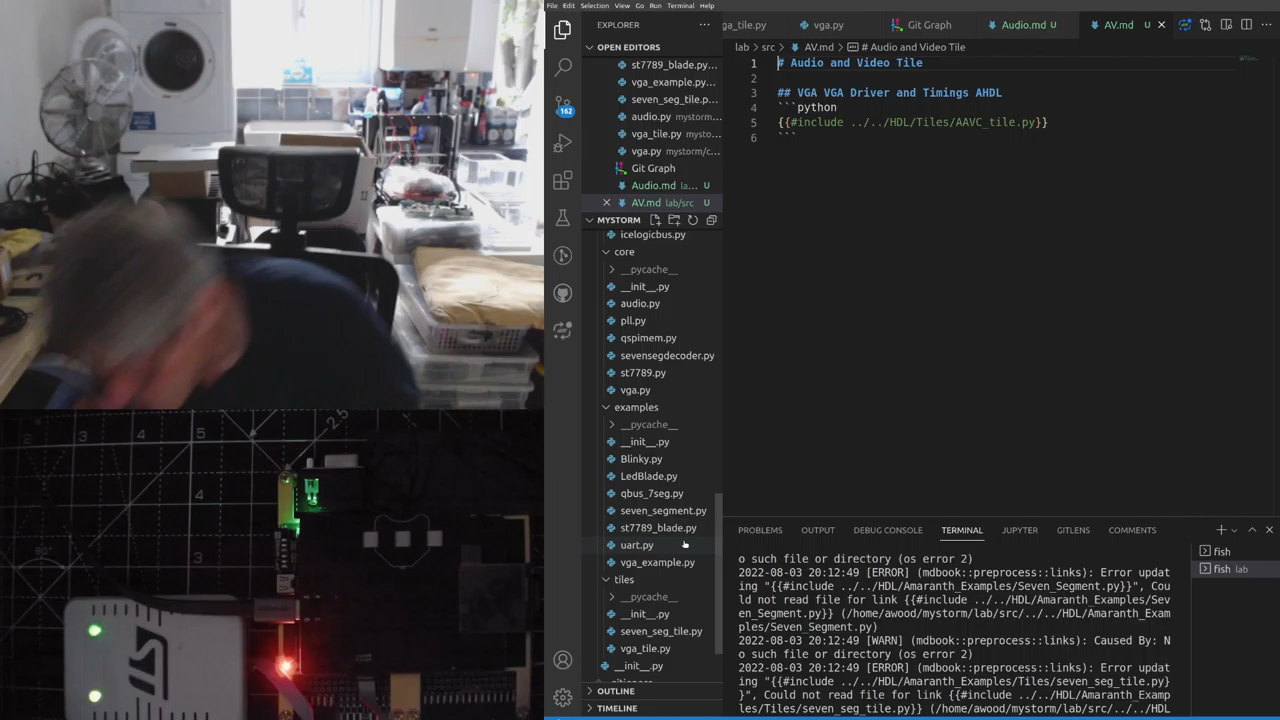 File Edit Selection View Go Run Terminal Help
EXPLORER
OPEN EDITORS
st7789_blade.py...
vga_example.py...
seven_seg_tile.p...
audio.py mystorm...
vga_tile.py mysto...
vga.py mystorm/c...
Git Graph
Audio.md la... U
AV.md lab/src U
MYSTORM
icelogicbus.py
core
__pycache__
__init__.py
audio.py
pll.py
qspimem.py
sevensegdecoder.py
st7789.py
vga.py
examples
__pycache__
__init__.py
Blinky.py
LedBlade.py
qbus_7seg.py
seven_segment.py
st7789_blade.py
uart.py
vga_example.py
tiles
__pycache__
__init__.py
seven_seg_tile.py
vga_tile.py
__init__.py
OUTLINE
TIMELINE
162
ga_tile.py
vga.py
Git Graph
Audio.md U
AV.md U
lab > src > AV.md > # Audio and Video Tile
1 # Audio and Video Tile
2
3 ## VGA VGA Driver and Timings AHDL
4 ```python
5 {{#include ../../HDL/Tiles/AAVC_tile.py}}
6 ```
PROBLEMS OUTPUT DEBUG CONSOLE TERMINAL JUPYTER GITLENS COMMENTS
o such file or directory (os error 2)
2022-08-03 20:12:49 [ERROR] (mdbook::preprocess::links): Error updat
ing "{{#include ../../HDL/Amaranth_Examples/Seven_Segment.py}}", Cou
ld not read file for link {{#include ../../HDL/Amaranth_Examples/Sev
en_Segment.py}} (/home/awood/mystorm/lab/src/../../HDL/Amaranth_Exam
ples/Seven_Segment.py)
2022-08-03 20:12:49 [WARN] (mdbook::preprocess::links): Caused By: N
o such file or directory (os error 2)
2022-08-03 20:12:49 [ERROR] (mdbook::preprocess::links): Error updat
ing "{{#include ../../HDL/Amaranth_Examples/Tiles/seven_seg_tile.py}
}", Could not read file for link {{#include ../../HDL/Amaranth_Examp
les/Tiles/seven_seg_tile.py}} (/home/awood/mystorm/lab/src/../../HDL
fish
fish lab
2
3
4
5
2.5
4
3
80°